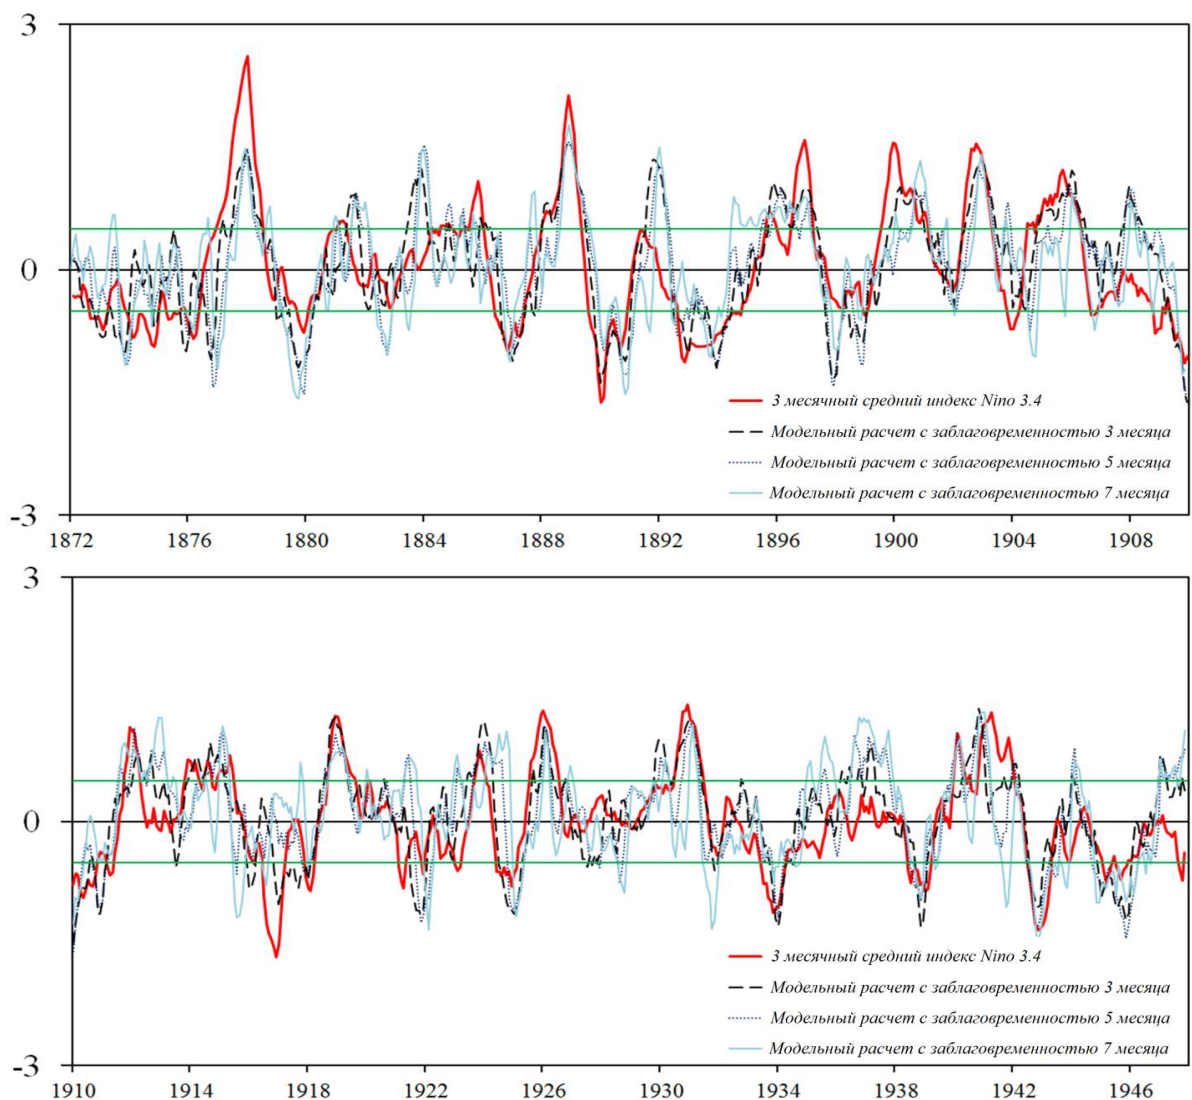 3
0
-3
1872 1876 1880 1884 1888 1892 1896 1900 1904 1908
3 месячный средний индекс Nino 3.4
Модельный расчет с заблаговременностью 3 месяца
Модельный расчет с заблаговременностью 5 месяца
Модельный расчет с заблаговременностью 7 месяца
3
0
-3
1910 1914 1918 1922 1926 1930 1934 1938 1942 1946
3 месячный средний индекс Nino 3.4
Модельный расчет с заблаговременностью 3 месяца
Модельный расчет с заблаговременностью 5 месяца
Модельный расчет с заблаговременностью 7 месяца